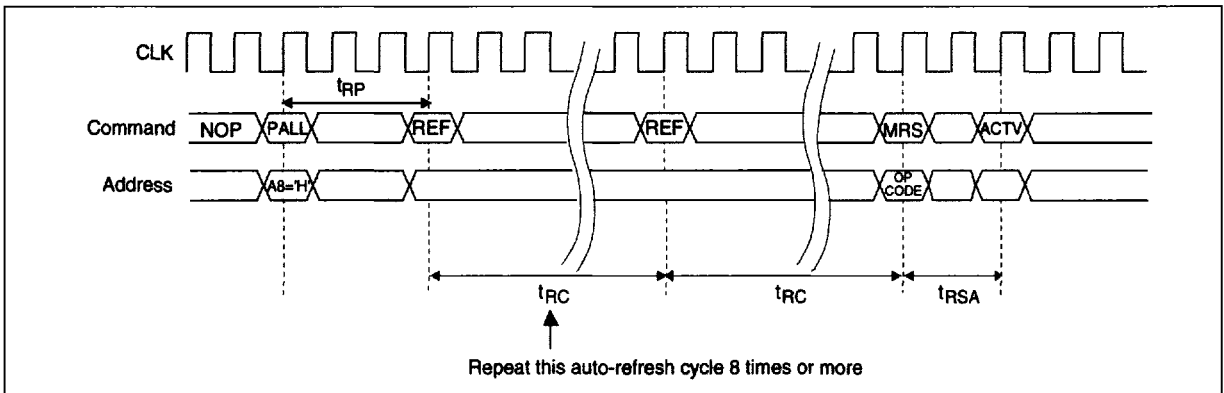 CLK
tRP
Command NOP PALL REF REF MRS ACTV
Address A8='H' OP CODE
tRC tRC tRSA
Repeat this auto-refresh cycle 8 times or more